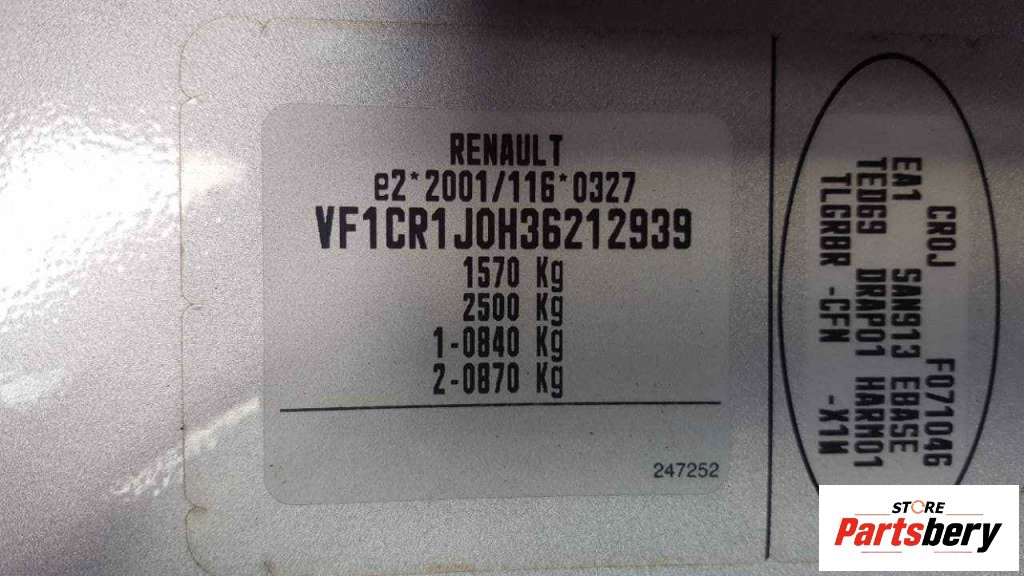 RENAULT
e2*2001/116*0327
VF1CR1J0H36212939
1570 Kg
2500 Kg
1-0840 Kg
2-0870 Kg
247252
CR0J F071046
EA1 SAN913 EBASE
TED69 DRAP01 HARM01
TLGRBR -CFN -X1M
STORE
Partsbery